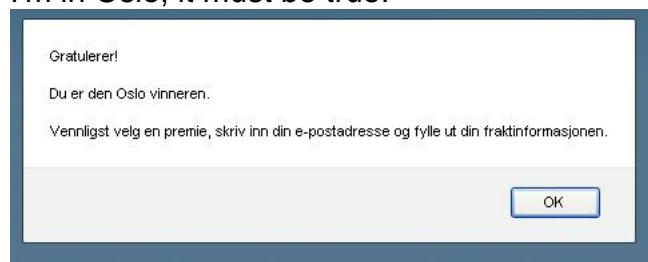 I'm in Oslo, it must be true.
Gratulerer!
Du er den Oslo vinneren.
Vennligst velg en premie, skriv inn din e-postadresse og fylle ut din fraktinformasjonen.
OK